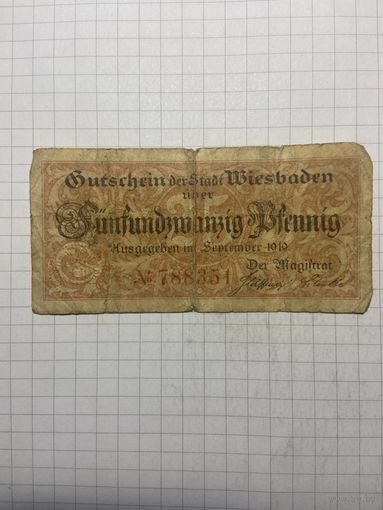 Gutschein der Stadt Wiesbaden
über
Fünfundzwanzig Pfennig
Ausgegeben im September 1919.
Der Magistrat
No 788351